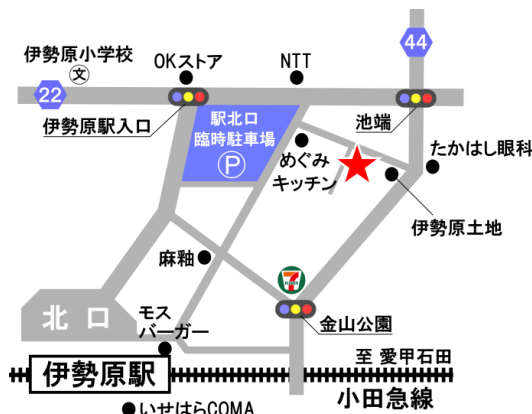 44
伊勢原小学校
文
OKストア
NTT
22
伊勢原駅入口
駅北口
臨時駐車場
P
池端
めぐみ
キッチン
たかはし眼科
伊勢原土地
麻釉
7
ELEVEN
北口
モス
バーガー
金山公園
至 愛甲石田
伊勢原駅
小田急線
いせはらCOMA